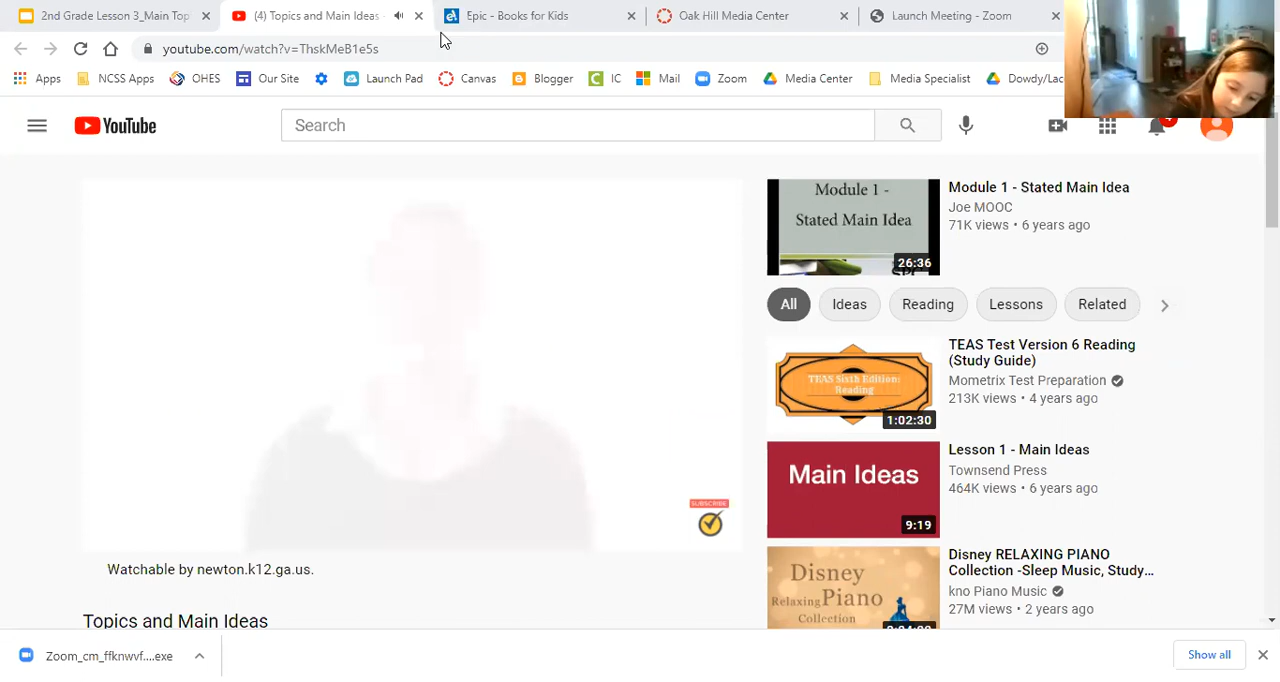 2nd Grade Lesson 3_Main Top
(4) Topics and Main Ideas
Epic - Books for Kids
Oak Hill Media Center
Launch Meeting - Zoom
youtube.com/watch?v=ThskMeB1e5s
Apps
NCSS Apps
OHES
Our Site
Launch Pad
Canvas
Blogger
IC
Mail
Zoom
Media Center
Media Specialist
Dowdy/Lac
YouTube
Search
Module 1 -
Stated Main Idea
26:36
Module 1 - Stated Main Idea
Joe MOOC
71K views • 6 years ago
All
Ideas
Reading
Lessons
Related
TEAS Sixth Edition:
Reading
1:02:30
TEAS Test Version 6 Reading
(Study Guide)
Mometrix Test Preparation
213K views • 4 years ago
Main Ideas
9:19
Lesson 1 - Main Ideas
Townsend Press
464K views • 6 years ago
SUBSCRIBE
Disney
Relaxing Piano
Collection
Disney RELAXING PIANO
Collection -Sleep Music, Study...
kno Piano Music
27M views • 2 years ago
Watchable by newton.k12.ga.us.
Topics and Main Ideas
Zoom_cm_ffknwvf....exe
Show all